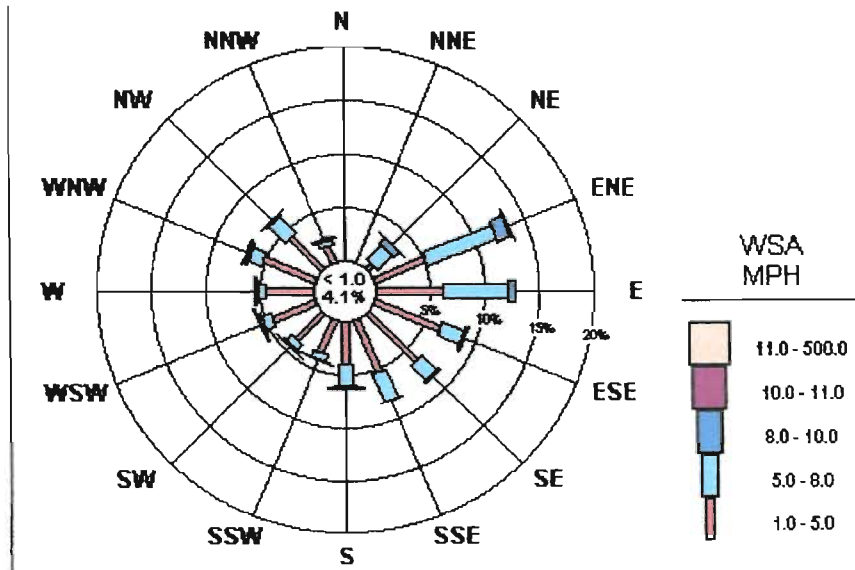 N
NNW
NNE
NW
NE
WNW
ENE
W
< 1.0
4.1%
E
5%
10%
15%
20%
WSW
ESE
SW
SE
SSW
SSE
S
WSA
MPH
11.0 - 500.0
10.0 - 11.0
8.0 - 10.0
5.0 - 8.0
1.0 - 5.0